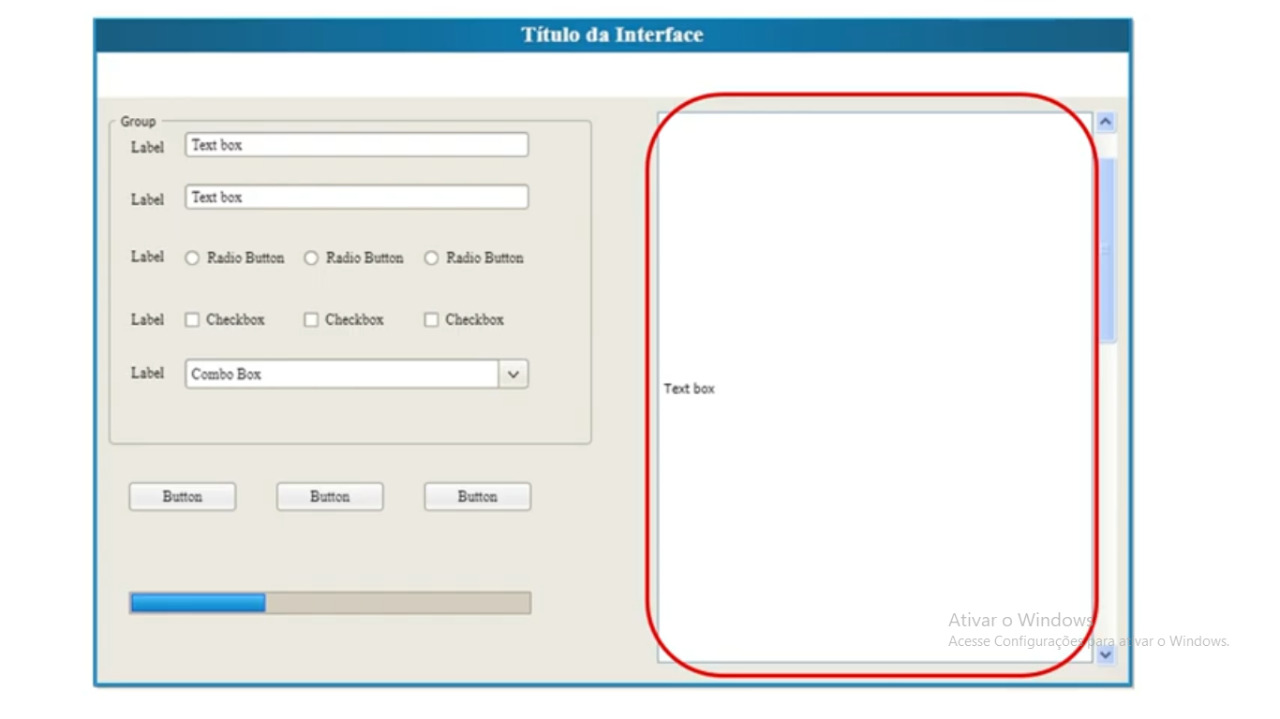 Título da Interface
Group
Label Text box
Label Text box
Label Radio Button Radio Button Radio Button
Label Checkbox Checkbox Checkbox
Label Combo Box
Text box
Button Button Button
Ativar o Windows
Acesse Configurações para ativar o Windows.